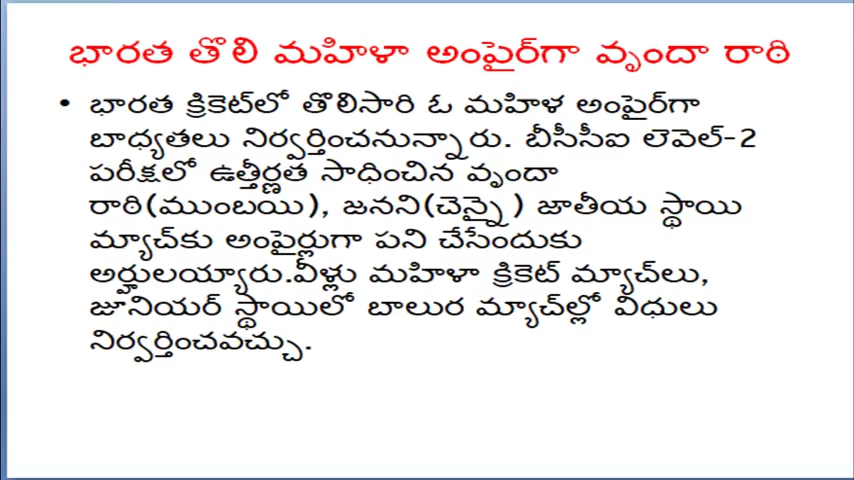 భారత తొలి మహిళా అంపైర్‌గా వృందా రాఠి
• భారత క్రికెట్‌లో తొలిసారి ఓ మహిళ అంపైర్‌గా
బాధ్యతలు నిర్వర్తించనున్నారు. బీసీసీఐ లెవెల్-2
పరీక్షలో ఉత్తీర్ణత సాధించిన వృందా
రాఠి(ముంబయి), జనని(చెన్నై) జాతీయ స్థాయి
మ్యాచ్‌కు అంపైర్లుగా పని చేసేందుకు
అర్హులయ్యారు.వీళ్లు మహిళా క్రికెట్ మ్యాచ్‌లు,
జూనియర్ స్థాయిలో బాలుర మ్యాచ్‌ల్లో విధులు
నిర్వర్తించవచ్చు.